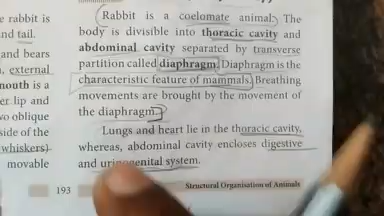 e rabbit is
nd tail.
and bears
, external
mouth is a
er lip and
vo oblique
side of the
whiskers)
movable
Rabbit is a coelomate animal. The
body is divided into thoracic cavity and
abdominal cavity separated by transverse
partition called diaphragm. Diaphragm is the
characteristic feature of mammals. Breathing
movements are brought by the movement of
the diaphragm.
Lungs and heart lie in the thoracic cavity,
whereas, abdominal cavity encloses digestive
and urinogenital system.
193
Structural Organisation of Animals